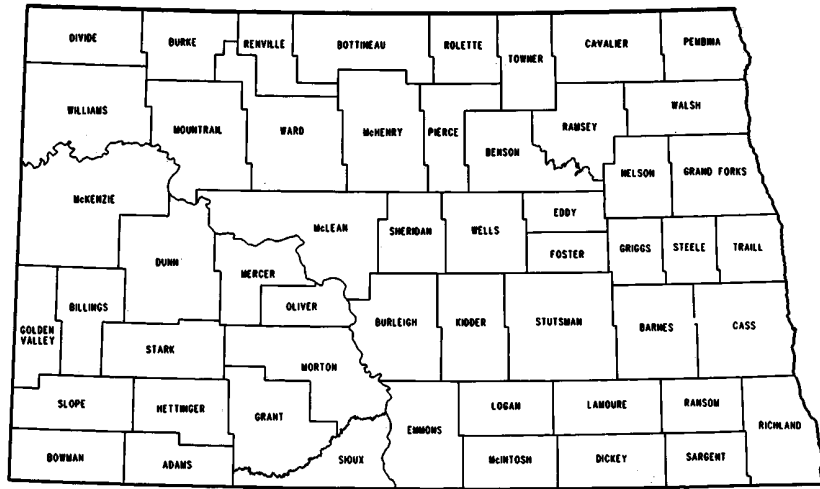 DIVIDE
BURKE
RENVILLE
BOTTINEAU
ROLETTE
TOWNER
CAVALIER
PEMBINA
WILLIAMS
MOUNTRAIL
WARD
McHENRY
PIERCE
BENSON
RAMSEY
WALSH
McKENZIE
NELSON
GRAND FORKS
DUNN
McLEAN
SHERIDAN
WELLS
EDDY
FOSTER
GRIGGS
STEELE
TRAILL
MERCER
OLIVER
BILLINGS
GOLDEN
VALLEY
STARK
BURLEIGH
KIDDER
STUTSMAN
BARNES
CASS
MORTON
SLOPE
HETTINGER
GRANT
EMMONS
LOGAN
LAMOURE
RANSOM
RICHLAND
BOWMAN
ADAMS
SIOUX
McINTOSH
DICKEY
SARGENT